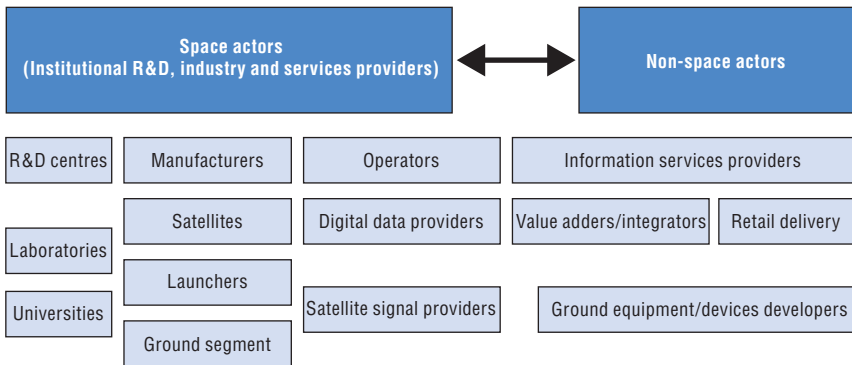 Space actors
(Institutional R&D, industry and services providers)
Non-space actors
R&D centres
Manufacturers
Operators
Information services providers
Satellites
Digital data providers
Value adders/integrators
Retail delivery
Laboratories
Launchers
Universities
Satellite signal providers
Ground equipment/devices developers
Ground segment